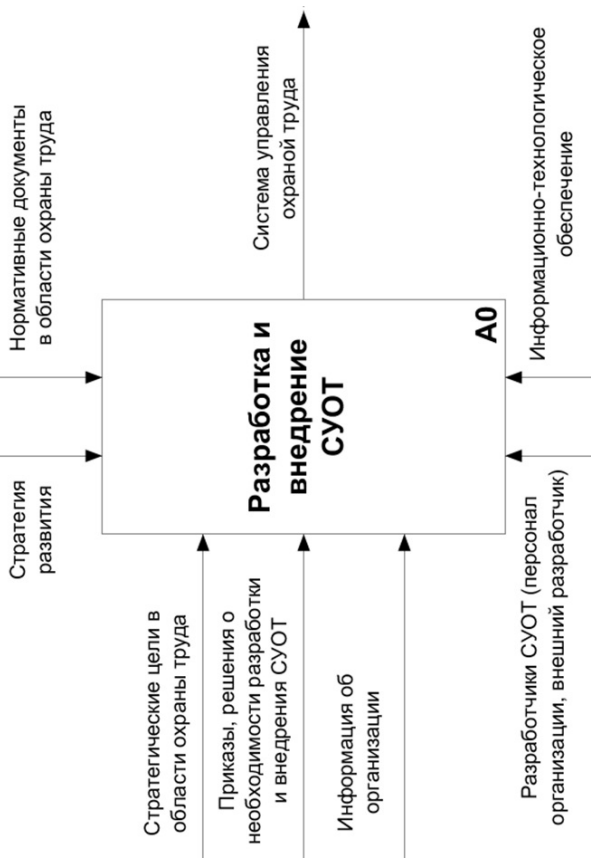 Стратегия
развития
Нормативные документы
в области охраны труда
Стратегические цели в
области охраны труда
Приказы, решения о
необходимости разработки
и внедрения СУОТ
Информация об
организации
Разработка и
внедрение
СУОТ
A0
Система управления
охраной труда
Разработчики СУОТ (персонал
организации, внешний разработчик)
Информационно-технологическое
обеспечение